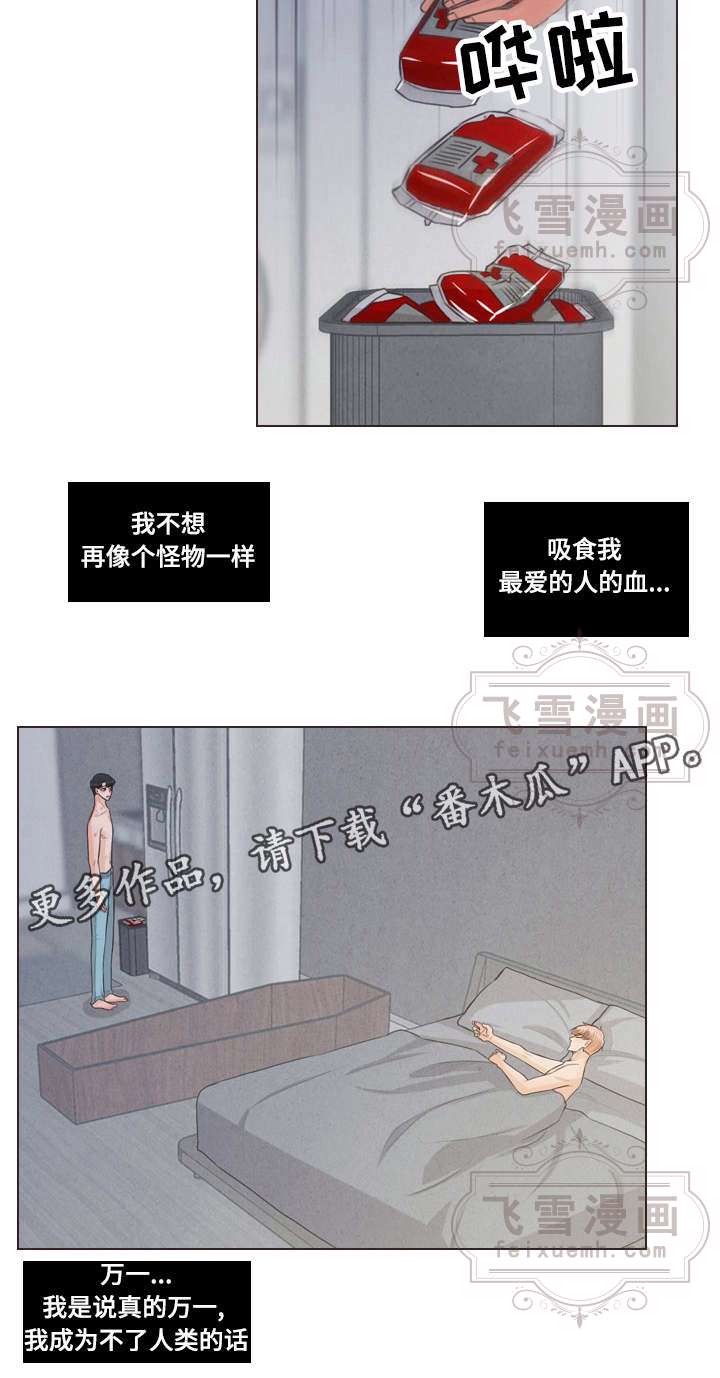 哗啦
飞雪漫画
feixuemh.com
我不想
再像个怪物一样
吸食我
最爱的人的血...
飞雪漫画
feixuemh.com
更多作品，请下载“番木瓜”APP。
飞雪漫画
feixuemh.com
万一...
我是说真的万一,
我成为不了人类的话